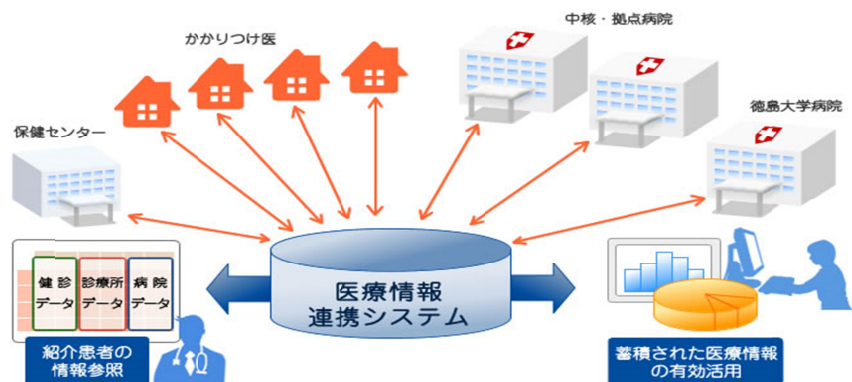 中核・拠点病院
かかりつけ医
徳島大学病院
保健センター
健診
データ
診療所
データ
病院
データ
医療情報
連携システム
紹介患者の
情報参照
蓄積された医療情報
の有効活用